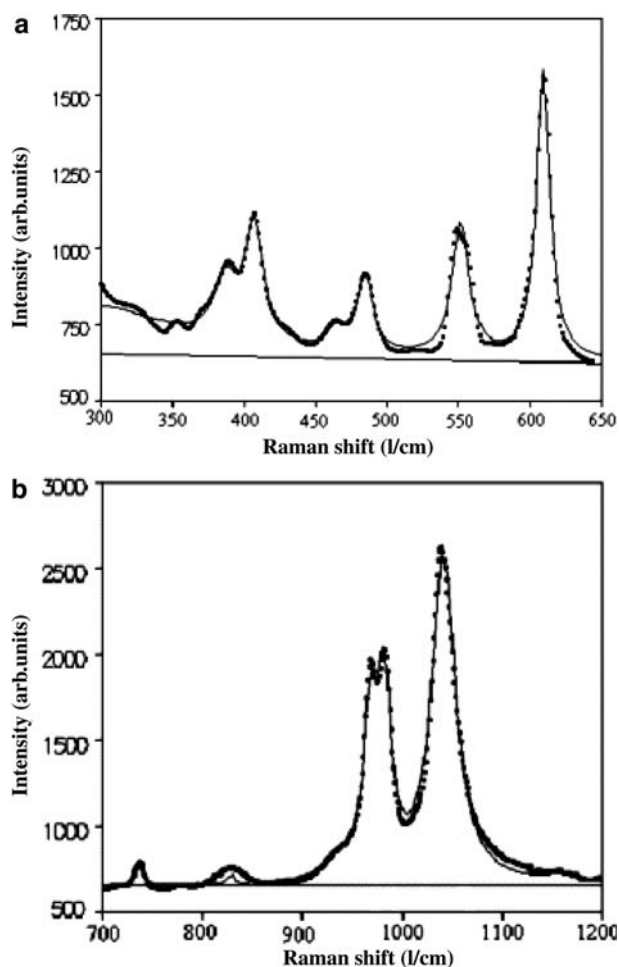 a
1750
1500
1250
1000
750
500
Intensity (arb.units)
300 350 400 450 500 550 600 650
Raman shift (l/cm)
b
3000
2500
2000
1500
1000
500
Intensity (arb.units)
700 800 900 1000 1100 1200
Raman shift (l/cm)